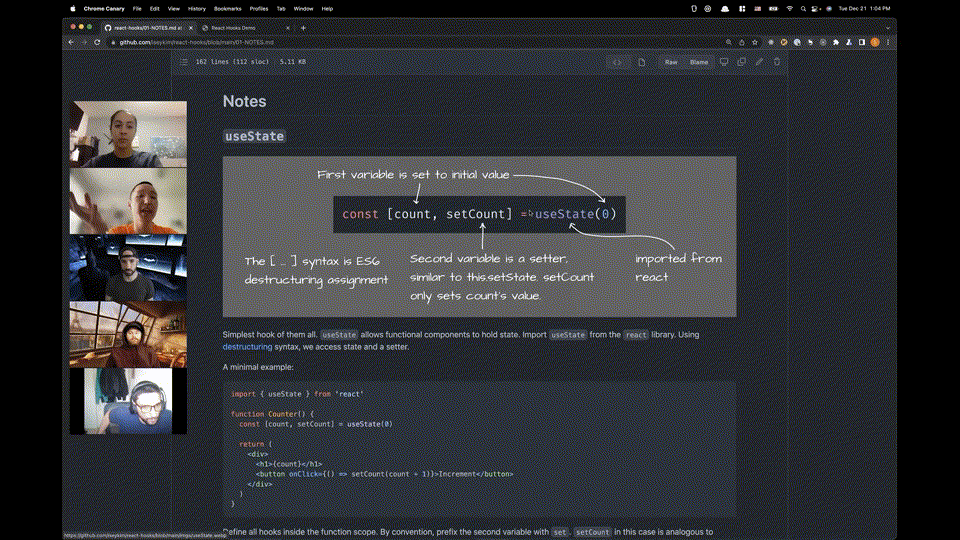 Chrome Canary File Edit View History Bookmarks Profiles Tab Window Help
Tue Dec 21 1:04 PM
react-hooks/01-NOTES.md a
React Hooks Demo
github.com/iseykim/react-hooks/blob/main/01-NOTES.md
162 lines (112 sloc) 5.11 KB
Raw Blame
Notes
useState
First variable is set to initial value
const [count, setCount] = useState(0)
The [ … ] syntax is ES6
destructuring assignment
Second variable is a setter,
similar to this.setState. setCount
only sets count's value.
imported from
react
Simplest hook of them all. useState allows functional components to hold state. Import useState from the react library. Using
destructuring syntax, we access state and a setter.
A minimal example:
import { useState } from 'react'
function Counter() {
const [count, setCount] = useState(0)
return (
<div>
<h1>{count}</h1>
<button onClick={() => setCount(count + 1)}>Increment</button>
</div>
)
}
Define all hooks inside the function scope. By convention, prefix the second variable with set. setCount in this case is analogous to
https://github.com/iseykim/react-hooks/blob/main/imgs/useState.webp